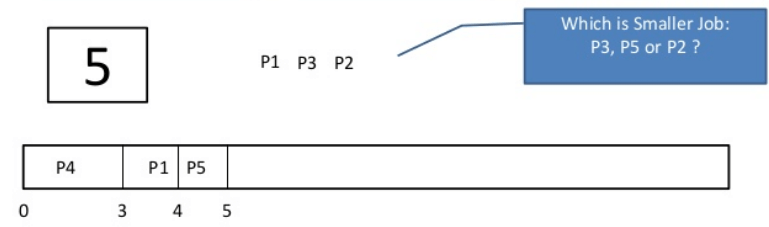 5
P1 P3 P2
Which is Smaller Job:
P3, P5 or P2 ?
P4 P1 P5
0 3 4 5